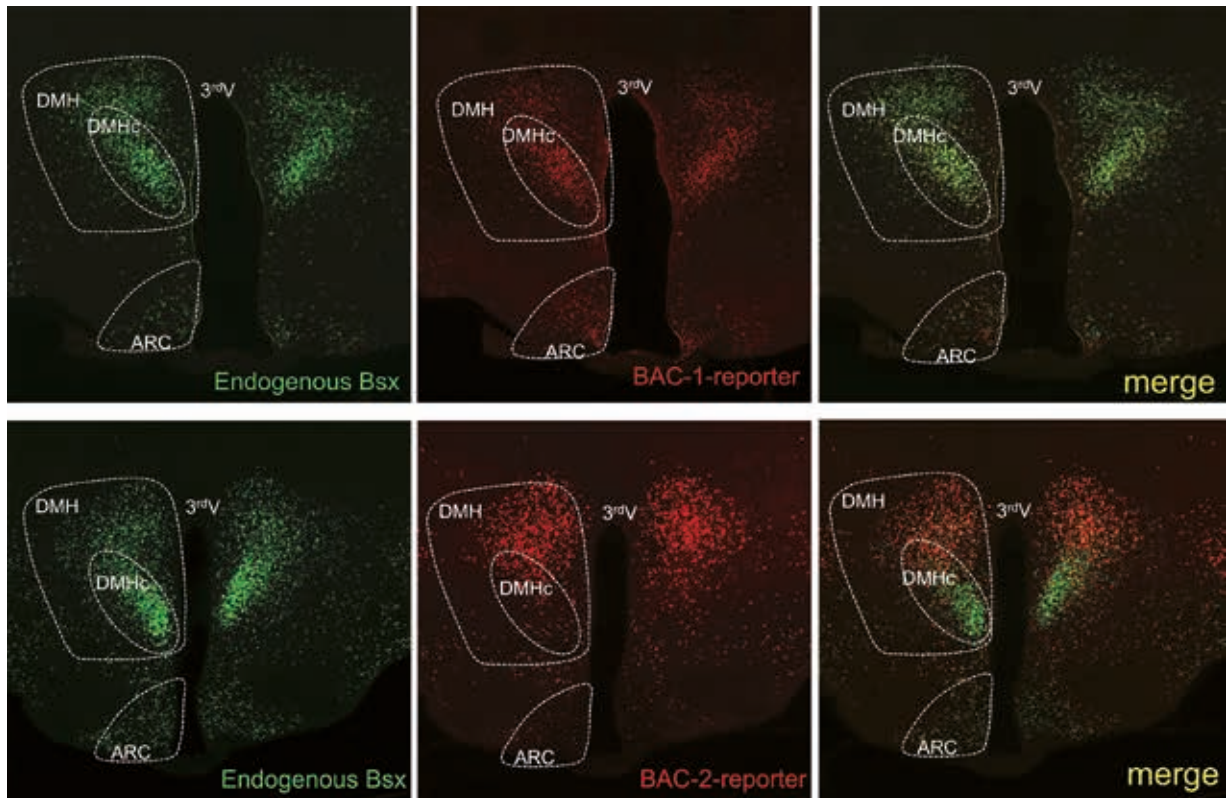 DMH
3rdV
DMHc
ARC
Endogenous Bsx
DMH
3rdV
DMHc
ARC
BAC-1-reporter
DMH
3rdV
DMHc
ARC
merge
DMH
3rdV
DMHc
ARC
Endogenous Bsx
DMH
3rdV
DMHc
ARC
BAC-2-reporter
DMH
3rdV
DMHc
ARC
merge